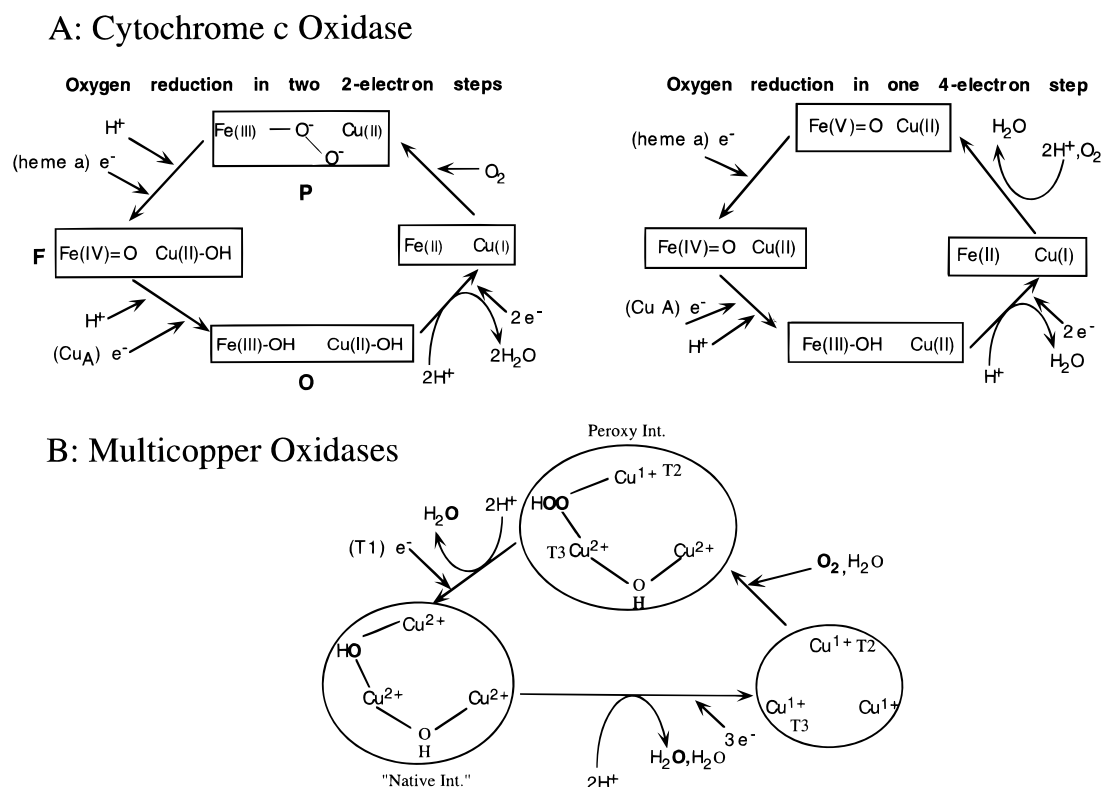 A: Cytochrome c Oxidase
Oxygen reduction in two 2-electron steps
H+
(heme a) e-
Fe(III) — O- Cu(II)
O-
P
O2
F
Fe(IV)=O Cu(II)-OH
Fe(II) Cu(I)
H+
(CuA) e-
Fe(III)-OH Cu(II)-OH
O
2H+
2e-
2H2O
Oxygen reduction in one 4-electron step
(heme a) e-
Fe(V)=O Cu(II)
H2O
2H+,O2
Fe(IV)=O Cu(II)
Fe(II) Cu(I)
(Cu A) e-
H+
Fe(III)-OH Cu(II)
H+
2e-
H2O
B: Multicopper Oxidases
Peroxy Int.
Cu1+ T2
HOO
T3 Cu2+ Cu2+
O
H
H2O
2H+
(T1) e-
O2,H2O
Cu2+
HO
Cu2+ Cu2+
O
H
"Native Int."
Cu1+ T2
Cu1+ Cu1+
T3
2H+
H2O,H2O
3e-